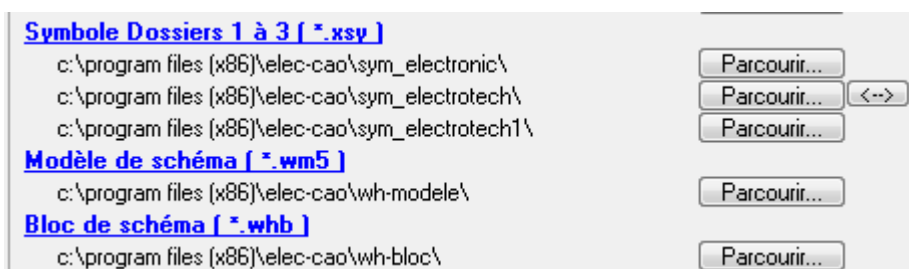 Symbole Dossiers 1 à 3 ( *.xsy )
c:\program files (x86)\elec-cao\sym_electronic\ Parcourir...
c:\program files (x86)\elec-cao\sym_electrotech\ Parcourir... <-->
c:\program files (x86)\elec-cao\sym_electrotech1\ Parcourir...
Modèle de schéma ( *.wm5 )
c:\program files (x86)\elec-cao\wh-modele\ Parcourir...
Bloc de schéma ( *.whb )
c:\program files (x86)\elec-cao\wh-bloc\ Parcourir...